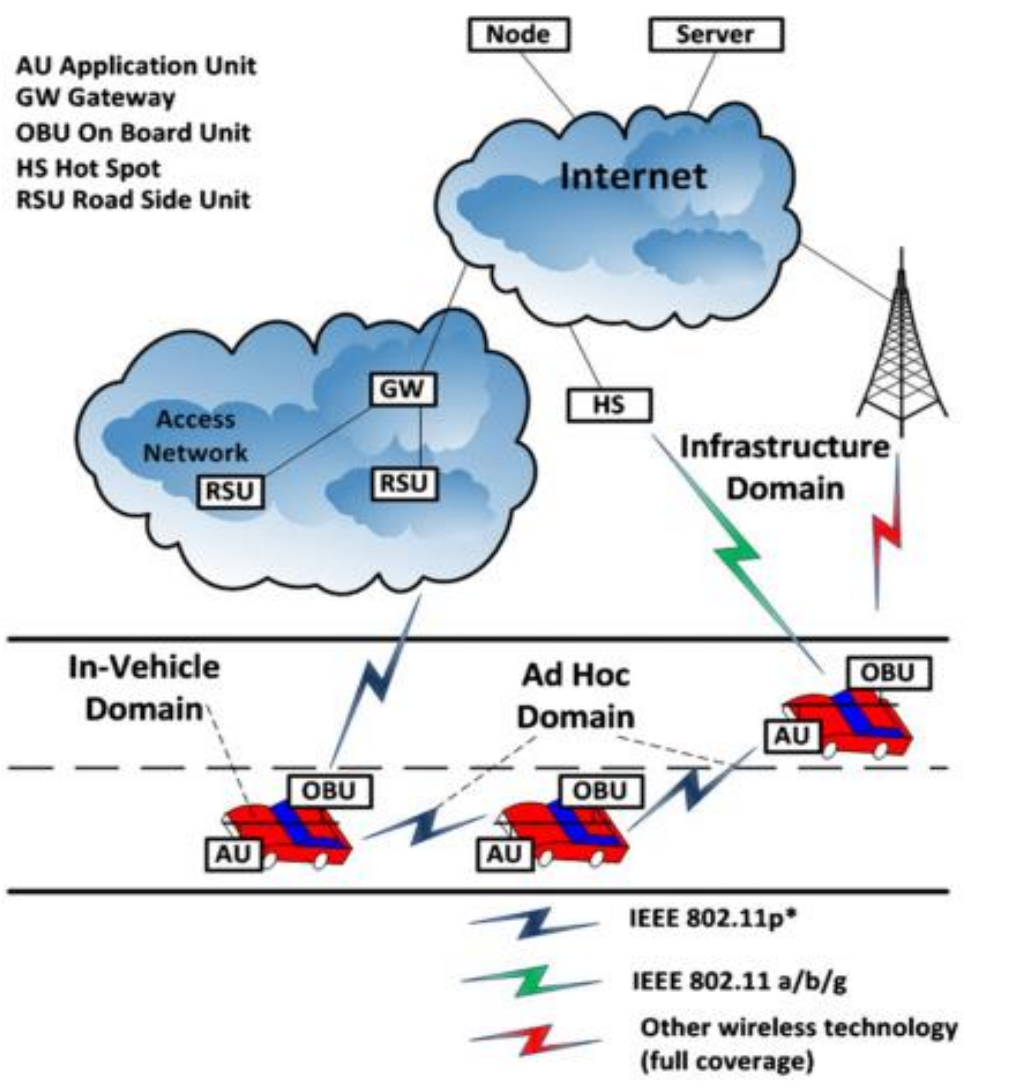 Node
Server
AU Application Unit
GW Gateway
OBU On Board Unit
HS Hot Spot
RSU Road Side Unit
Internet
GW
HS
Access
Network
Infrastructure
Domain
RSU
RSU
In-Vehicle
Domain
Ad Hoc
Domain
OBU
AU
OBU
OBU
AU
AU
IEEE 802.11p*
IEEE 802.11 a/b/g
Other wireless technology
(full coverage)